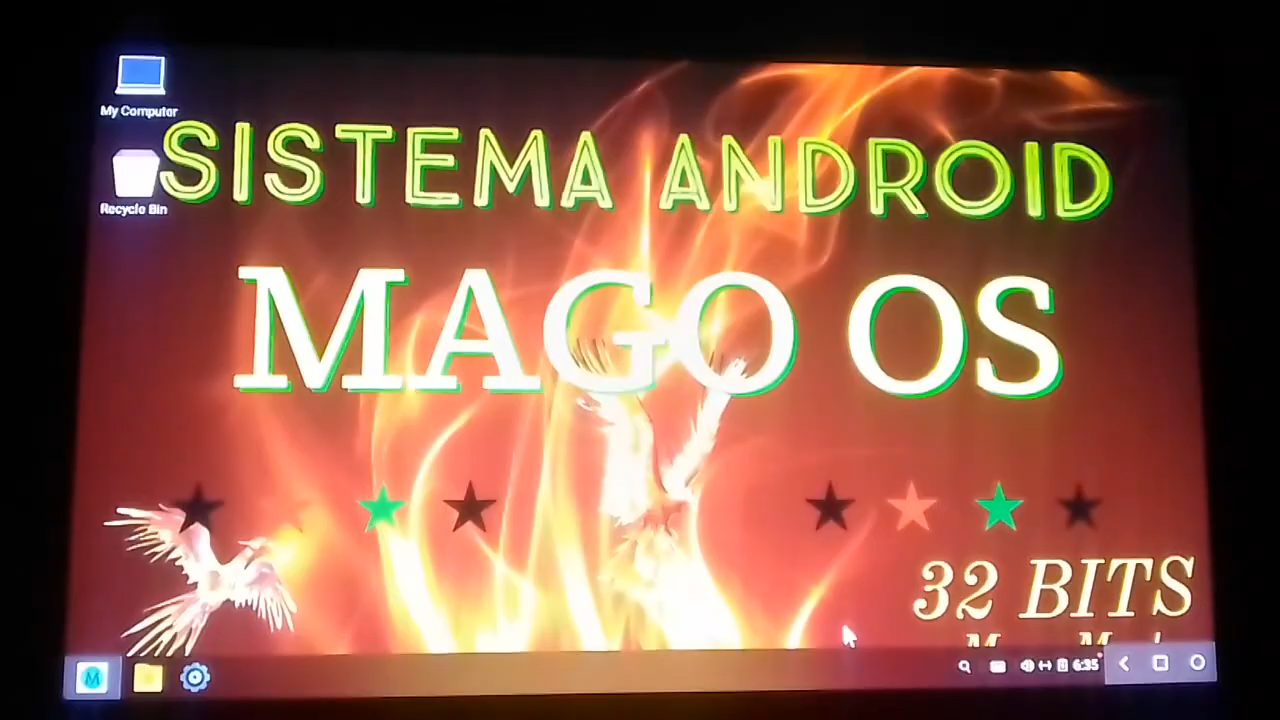 My Computer
SISTEMA ANDROID
Recycle Bin
MAGO OS
32 BITS
6:35